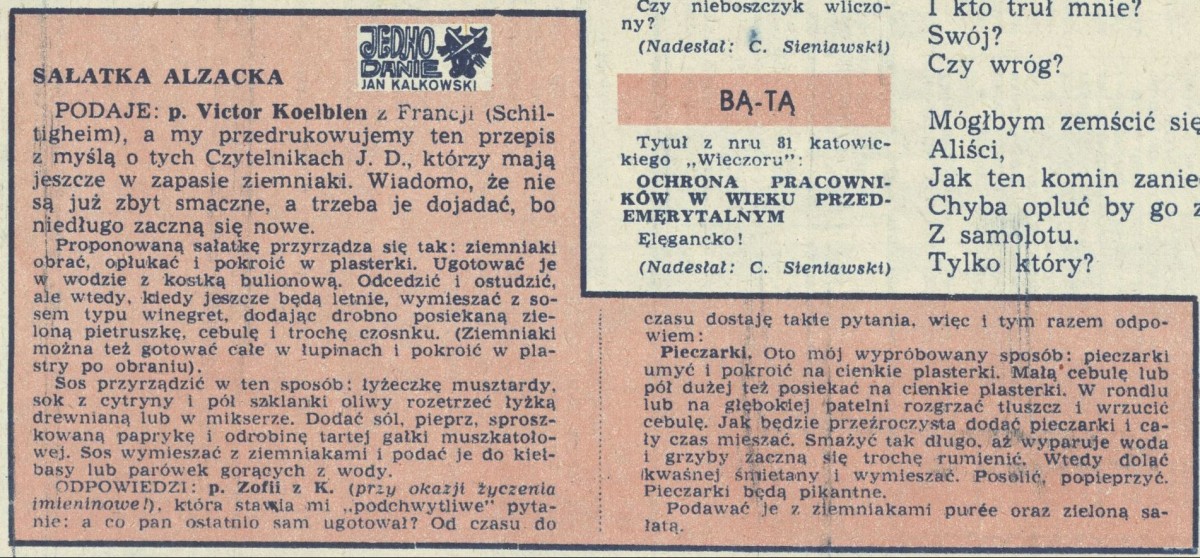 JEDNO
DANIE
JAN KALKOWSKI
SAŁATKA ALZACKA
PODAJE: p. Victor Koelblen z Francji (Schil-
tigheim), a my przedrukowujemy ten przepis
z myślą o tych Czytelnikach J. D., którzy mają
jeszcze w zapasie ziemniaki. Wiadomo, że nie
są już zbyt smaczne, a trzeba je dojadać, bo
niedługo zaczną się nowe.
Proponowaną sałatkę przyrządza się tak: ziemniaki
obrać, opłukać i pokroić w plasterki. Ugotować je
w wodzie z kostką bulionową. Odcedzić i ostudzić,
ale wtedy, kiedy jeszcze będą letnie, wymieszać z so-
sem typu winegret, dodając drobno posiekaną zie-
loną pietruszkę, cebulę i trochę czosnku. (Ziemniaki
można też gotować całe w łupinach i pokroić w pla-
stry po obraniu).
Sos przyrządzić w ten sposób: łyżeczkę musztardy,
sok z cytryny i pół szklanki oliwy rozetrzeć łyżką
drewnianą lub w mikserze. Dodać sól, pieprz, sprosz-
kowaną paprykę i odrobinę tartej gałki muszkatoło-
wej. Sos wymieszać z ziemniakami i podać je do kieł-
basy lub parówek gorących z wody.
ODPOWIEDZI: p. Zofii z K. (przy okazji życzenia
imieninowe!), która stawia mi „podchwytliwe" pyta-
nie: a co pan ostatnio sam ugotował? Od czasu do
czasu dostaję takie pytania, więc i tym razem odpo-
wiem:
Pieczarki. Oto mój wypróbowany sposób: pieczarki
umyć i pokroić na cienkie plasterki. Małą cebulę lub
pół dużej też posiekać na cienkie plasterki. W rondlu
lub na głębokiej patelni rozgrzać tłuszcz i wrzucić
cebulę. Jak będzie przeźroczysta dodać pieczarki i ca-
ły czas mieszać. Smażyć tak długo, aż wyparuje woda
i grzyby zaczną się trochę rumienić. Wtedy dolać
kwaśnej śmietany i wymieszać. Posolić, popieprzyć.
Pieczarki będą pikantne.
Podawać je z ziemniakami purée oraz zieloną sa-
łatą.
Czy nieboszczyk wliczo-
ny?
(Nadesłał: C. Sieniawski)
BĄ-TĄ
Tytuł z nru 81 katowic-
kiego „Wieczoru":
OCHRONA PRACOWNI-
KÓW W WIEKU PRZED-
EMĘRYTALNYM
Ęlęgancko!
(Nadesłał: C. Sieniawski)
I kto truł mnie?
Swój?
Czy wróg?
Mógłbym zemścić się
Aliści,
Jak ten komin zanie
Chyba opluć by go z
Z samolotu.
Tylko który?